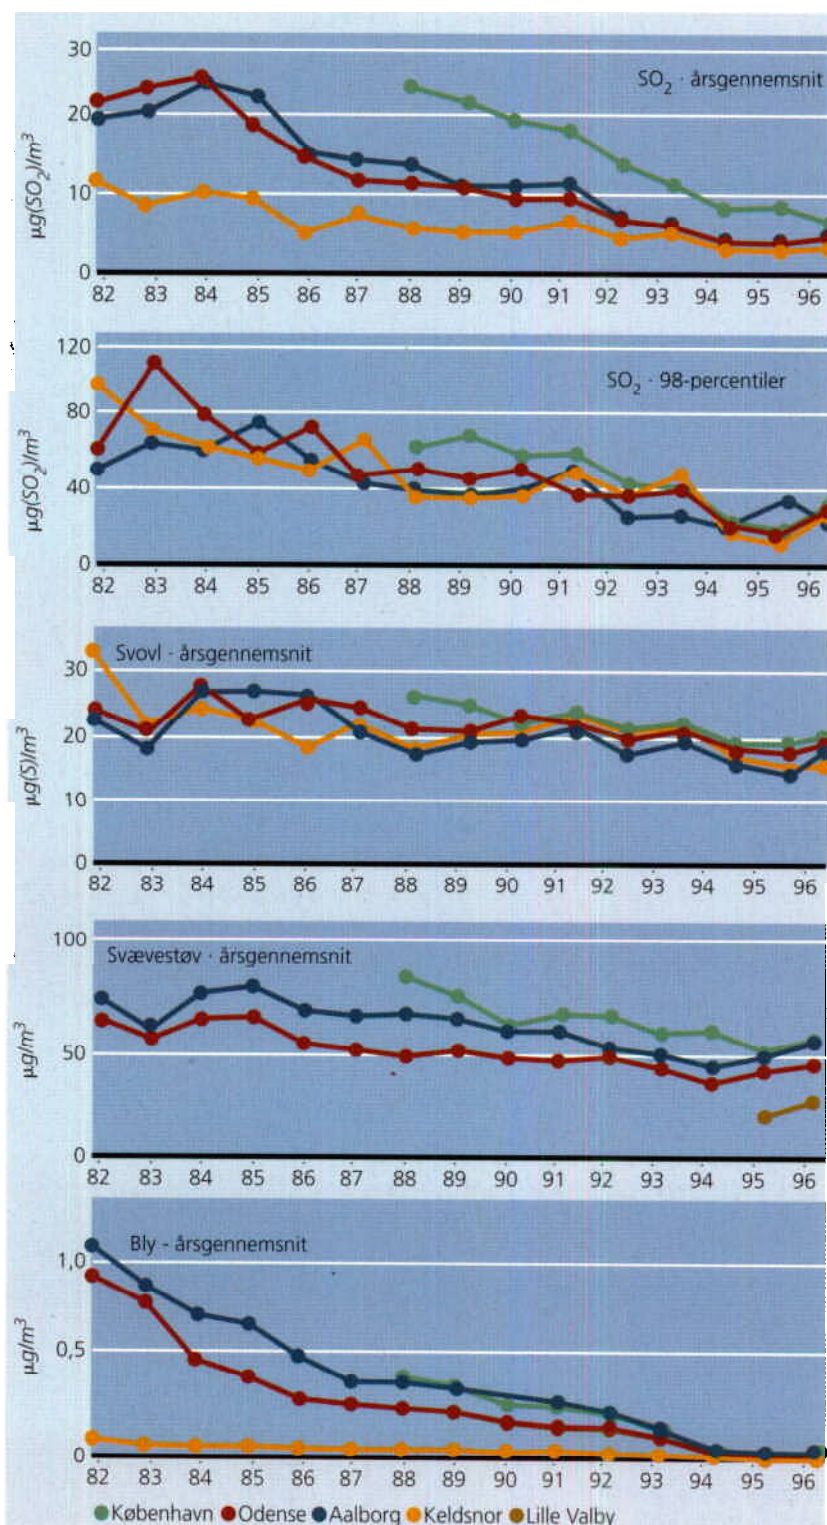 30
SO2 · årsgennemsnit
20
10
0
µg(SO2)/m³
82 83 84 85 86 87 88 89 90 91 92 93 94 95 96
120
SO2 · 98-percentiler
80
40
0
µg(SO2)/m³
82 83 84 85 86 87 88 89 90 91 92 93 94 95 96
Svovl - årsgennemsnit
30
20
10
0
µg(S)/m³
82 83 84 85 86 87 88 89 90 91 92 93 94 95 96
100
Svævestøv · årsgennemsnit
50
0
µg/m³
82 83 84 85 86 87 88 89 90 91 92 93 94 95 96
Bly - årsgennemsnit
1,0
0,5
0
µg/m³
82 83 84 85 86 87 88 89 90 91 92 93 94 95 96
København Odense Aalborg Keldsnor Lille Valby